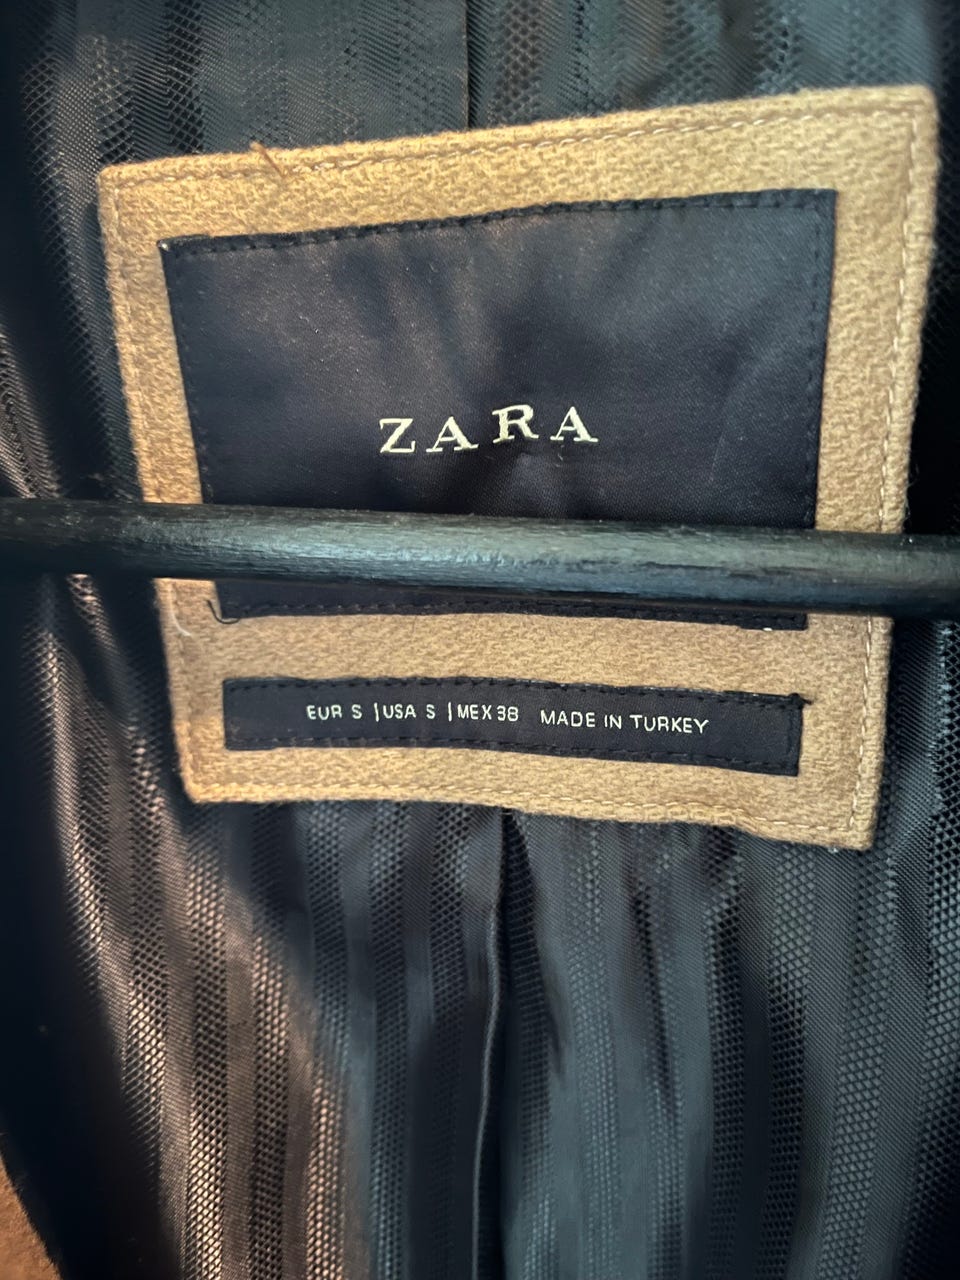 ZARA
EUR S | USA S | MEX 38 MADE IN TURKEY